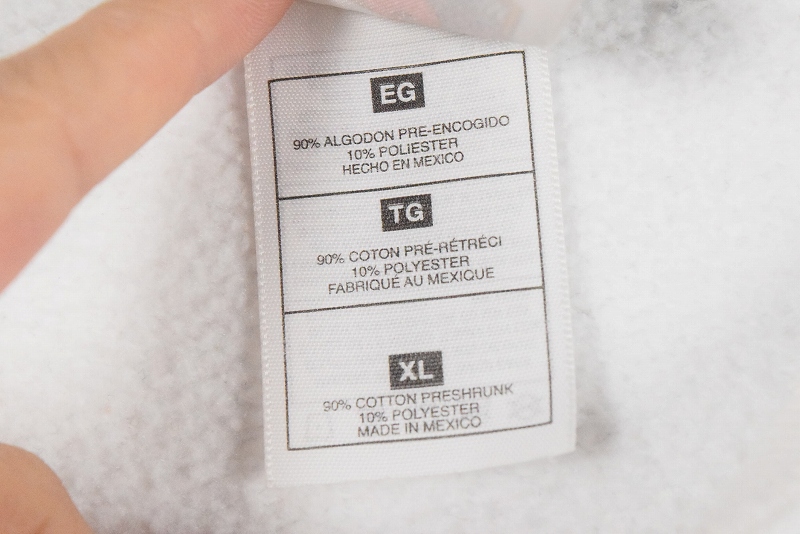 EG
90% ALGODON PRE-ENCOGIDO
10% POLIESTER
HECHO EN MEXICO
TG
90% COTON PRÉ-RÉTRÉCI
10% POLYESTER
FABRIQUÉ AU MEXIQUE
XL
90% COTTON PRESHRUNK
10% POLYESTER
MADE IN MEXICO